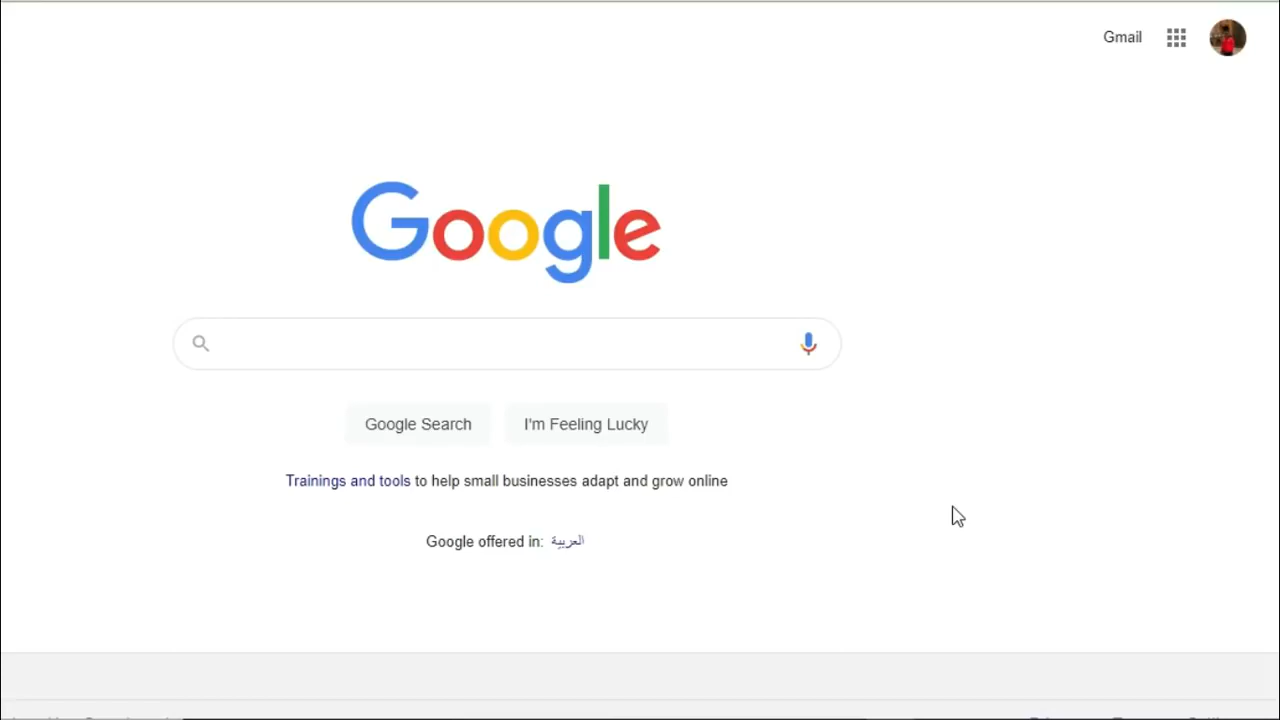 Gmail
Google
Google Search
I'm Feeling Lucky
Trainings and tools to help small businesses adapt and grow online
Google offered in: العربية